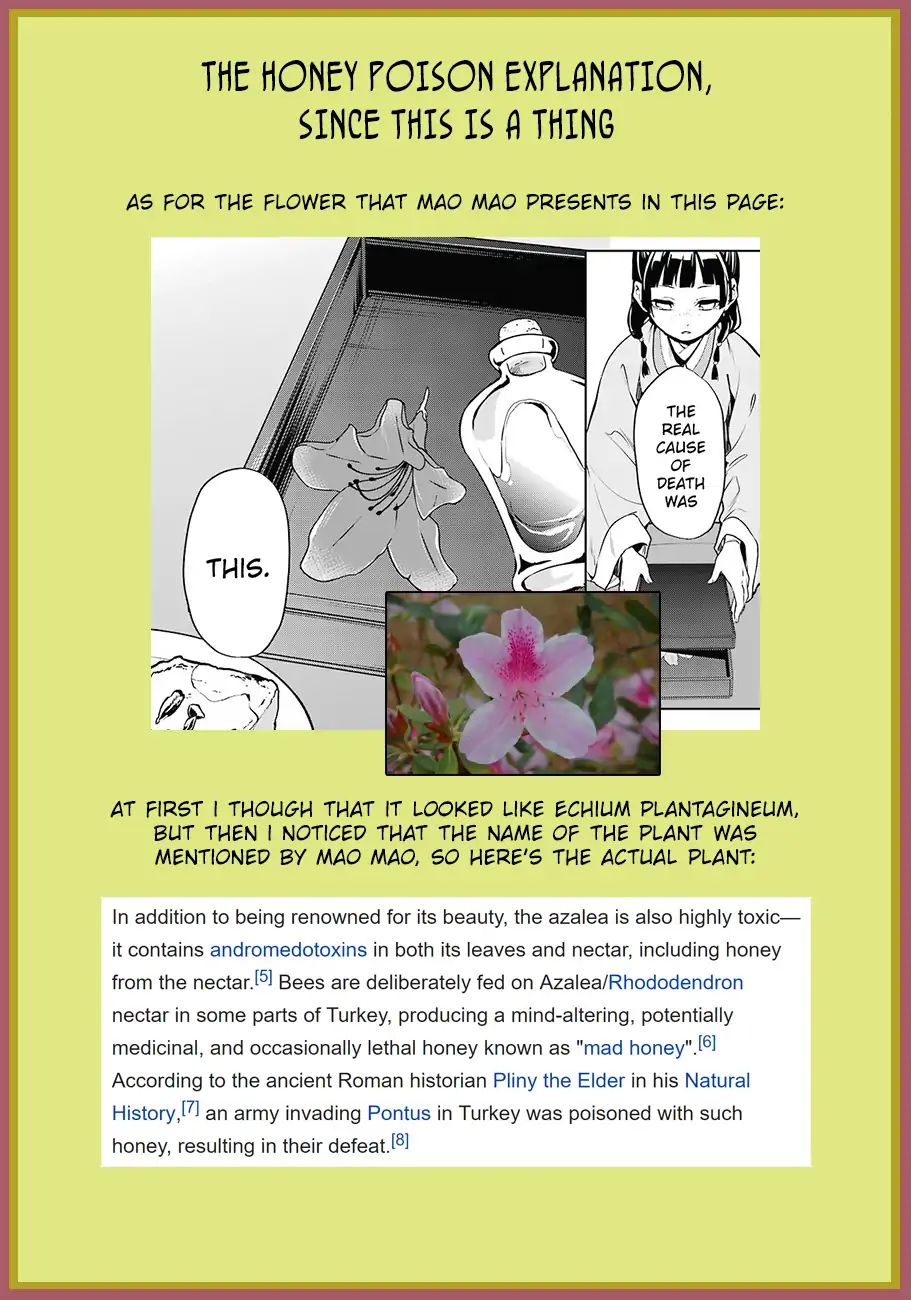 THE HONEY POISON EXPLANATION,
SINCE THIS IS A THING
AS FOR THE FLOWER THAT MAO MAO PRESENTS IN THIS PAGE:
THE
REAL
CAUSE
OF
DEATH
WAS
THIS.
AT FIRST I THOUGH THAT IT LOOKED LIKE ECHIUM PLANTAGINEUM,
BUT THEN I NOTICED THAT THE NAME OF THE PLANT WAS
MENTIONED BY MAO MAO, SO HERE'S THE ACTUAL PLANT:
In addition to being renowned for its beauty, the azalea is also highly toxic—
it contains andromedotoxins in both its leaves and nectar, including honey
from the nectar.[5] Bees are deliberately fed on Azalea/Rhododendron
nectar in some parts of Turkey, producing a mind-altering, potentially
medicinal, and occasionally lethal honey known as "mad honey".[6]
According to the ancient Roman historian Pliny the Elder in his Natural
History,[7] an army invading Pontus in Turkey was poisoned with such
honey, resulting in their defeat.[8]